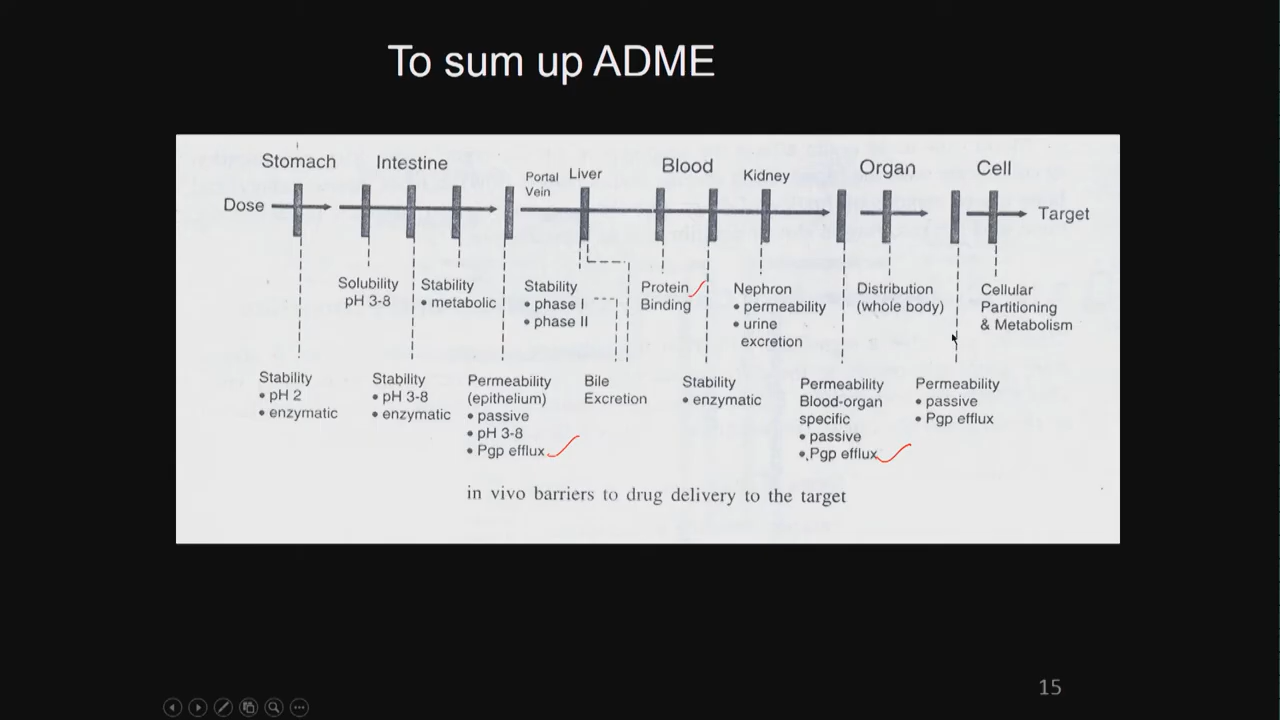 To sum up ADME
Stomach
Intestine
Portal
Vein
Liver
Blood
Kidney
Organ
Cell
Dose
Target
Solubility
pH 3-8
Stability
• metabolic
Stability
• phase I
• phase II
Protein
Binding
Nephron
• permeability
• urine
excretion
Distribution
(whole body)
Cellular
Partitioning
& Metabolism
Stability
• pH 2
• enzymatic
Stability
• pH 3-8
• enzymatic
Permeability
(epithelium)
• passive
• pH 3-8
• Pgp efflux
Bile
Excretion
Stability
• enzymatic
Permeability
Blood-organ
specific
• passive
• Pgp efflux
Permeability
• passive
• Pgp efflux
in vivo barriers to drug delivery to the target
15